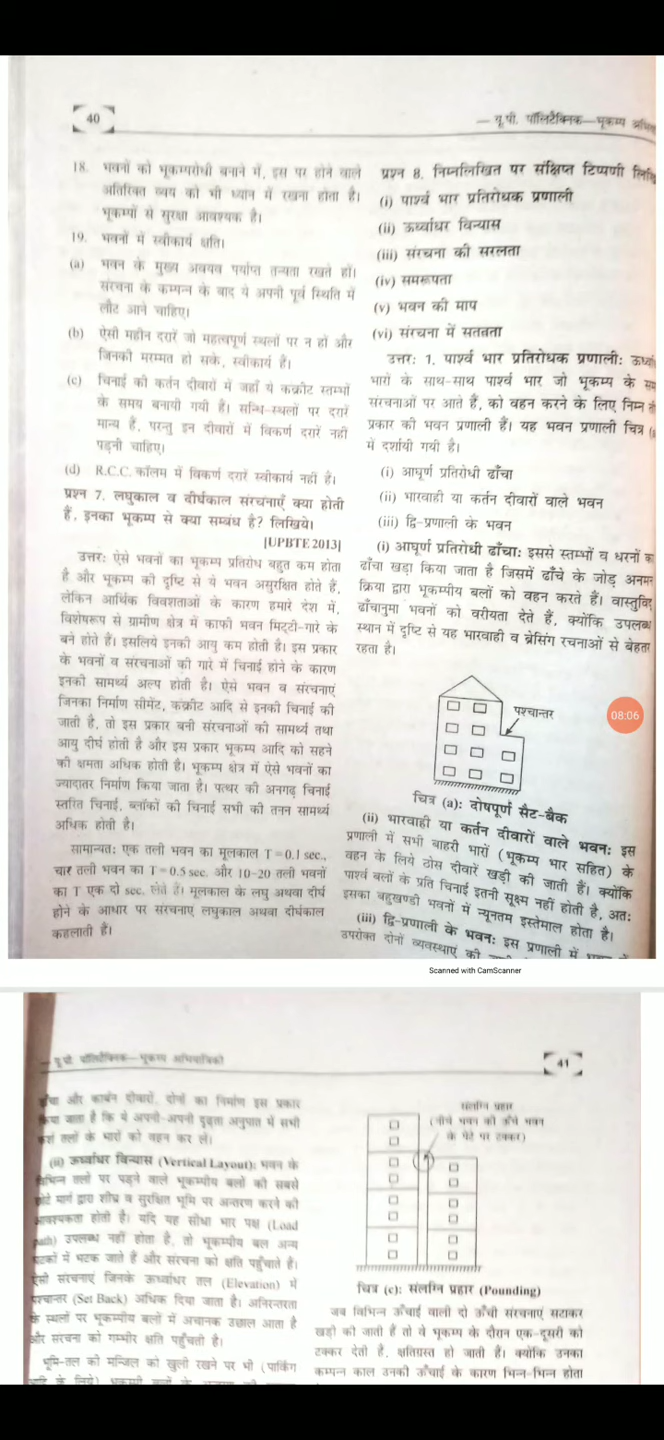 40
— यू.पी. पॉलिटैक्निक—भूकम्प
18. भवनों को भूकम्परोधी बनाने में, इस पर होने वाले
अतिरिक्त व्यय को भी ध्यान में रखना होता है।
भूकम्पों से सुरक्षा आवश्यक है।
19. भवनों में स्वीकार्य क्षति।
(a) भवन के मुख्य अवयव पर्याप्त तन्यता रखते हों।
संरचना के कम्पन्न के बाद ये अपनी पूर्व स्थिति में
लौट आने चाहिए।
(b) ऐसी महीन दरारें जो महत्वपूर्ण स्थलों पर न हों और
जिनकी मरम्मत हो सके, स्वीकार्य हैं।
(c) चिनाई की कर्तन दीवारों में जहाँ ये कंक्रीट स्तम्भों
के समय बनायी गयी हैं। सन्धि-स्थलों पर दरारें
मान्य हैं, परन्तु इन दीवारों में विकर्ण दरारें नहीं
पड़नी चाहिए।
(d) R.C.C. कॉलम में विकर्ण दरारें स्वीकार्य नहीं हैं।
प्रश्न 7. लघुकाल व दीर्घकाल संरचनाएँ क्या होती
हैं, इनका भूकम्प से क्या सम्बंध है? लिखिये।
[UPBTE 2013]
उत्तर: ऐसे भवनों का भूकम्प प्रतिरोध बहुत कम होता
है और भूकम्प की दृष्टि से ये भवन असुरक्षित होते हैं,
लेकिन आर्थिक विवशताओं के कारण हमारे देश में,
विशेषरूप से ग्रामीण क्षेत्र में काफी भवन मिट्टी-गारे के
बने होते हैं। इसलिये इनकी आयु कम होती है। इस प्रकार
के भवनों व संरचनाओं की गारे में चिनाई होने के कारण
इनकी सामर्थ्य अल्प होती है। ऐसे भवन व संरचनाएं
जिनका निर्माण सीमेंट, कंक्रीट आदि से इनकी चिनाई की
जाती है, तो इस प्रकार बनी संरचनाओं की सामर्थ्य तथा
आयु दीर्घ होती है और इस प्रकार भूकम्प आदि को सहने
की क्षमता अधिक होती है। भूकम्प क्षेत्र में ऐसे भवनों का
ज्यादातर निर्माण किया जाता है। पत्थर की अनगढ़ चिनाई
स्तरित चिनाई, ब्लॉकों की चिनाई सभी की तनन सामर्थ्य
अधिक होती है।
सामान्यत: एक तली भवन का मूलकाल T=0.1 sec.,
चार तली भवन का T=0.5 sec. और 10-20 तली भवनों
का T एक दो sec. लेते हैं। मूलकाल के लघु अथवा दीर्घ
होने के आधार पर संरचनाएं लघुकाल अथवा दीर्घकाल
कहलाती हैं।
प्रश्न 8. निम्नलिखित पर संक्षिप्त टिप्पणी
(i) पार्श्व भार प्रतिरोधक प्रणाली
(ii) ऊर्ध्वाधर विन्यास
(iii) संरचना की सरलता
(iv) समरूपता
(v) भवन की माप
(vi) संरचना में सतत्रता
उत्तर: 1. पार्श्व भार प्रतिरोधक प्रणाली:
भारों के साथ-साथ पार्श्व भार जो भूकम्प के
संरचनाओं पर आते हैं, को वहन करने के लिए निम्न
प्रकार की भवन प्रणाली हैं। यह भवन प्रणाली चित्र
में दर्शायी गयी है।
(i) आघूर्ण प्रतिरोधी ढाँचा
(ii) भारवाही या कर्तन दीवारों वाले भवन
(iii) द्वि-प्रणाली के भवन
(i) आघूर्ण प्रतिरोधी ढाँचा: इससे स्तम्भों व धरनों का
ढाँचा खड़ा किया जाता है जिसमें ढाँचे के जोड़
क्रिया द्वारा भूकम्पीय बलों को वहन करते हैं।
ढाँचानुमा भवनों को वरीयता देते हैं, क्योंकि उपलब्ध
स्थान में दृष्टि से यह भारवाही व ब्रेसिंग रचनाओं से बेहतर
रहता है।
पश्चान्तर
08:06
चित्र (a): दोषपूर्ण सैट-बैक
(ii) भारवाही या कर्तन दीवारों वाले भवन: इस
प्रणाली में सभी बाहरी भारों (भूकम्प भार सहित) के
वहन के लिये ठोस दीवारें खड़ी की जाती हैं। क्योंकि
पार्श्व बलों के प्रति चिनाई इतनी सूक्ष्म नहीं होती है, अतः
इसका बहुखण्डी भवनों में न्यूनतम इस्तेमाल होता है।
(iii) द्वि-प्रणाली के भवन: इस प्रणाली में
उपरोक्त दोनों व्यवस्थाएं की
Scanned with CamScanner
— यू.पी. पॉलिटैक्निक—भूकम्प अभियांत्रिकी
41
ढाँचा और कार्बन दीवारों, दोनों का निर्माण इस प्रकार
किया जाता है कि ये अपनी-अपनी दृढ़ता अनुपात में सभी
तलों के भारों को वहन कर लें।
(ii) ऊर्ध्वाधर विन्यास (Vertical Layout): भवन के
विभिन्न तलों पर पड़ने वाले भूकम्पीय बलों को सबसे
छोटे मार्ग द्वारा शीघ्र व सुरक्षित भूमि पर अन्तरण करने की
आवश्यकता होती है। यदि यह सीधा भार पक्ष (Load
path) उपलब्ध नहीं होता है, तो भूकम्पीय बल अन्य
घटकों में भटक जाते हैं और संरचना को क्षति पहुँचाते हैं।
ऐसी संरचनाएं जिनके ऊर्ध्वाधर तल (Elevation) में
पश्चान्तर (Set Back) अधिक दिया जाता है। अनिरन्तरता
के स्थलों पर भूकम्पीय बलों में अचानक उछाल आता है
और संरचना को गम्भीर क्षति पहुँचती है।
भूमि-तल की मन्जिल को खुली रखने पर भी (पार्किंग
संलग्नि प्रहार
(नीचे भवन की ऊँचे भवन
के पेटे पर टक्कर)
चित्र (c): संलग्नि प्रहार (Pounding)
जब विभिन्न ऊँचाई वाली दो ऊँची संरचनाएं सटाकर
खड़ी की जाती हैं तो वे भूकम्प के दौरान एक-दूसरी को
टक्कर देती है, क्षतिग्रस्त हो जाती हैं। क्योंकि उनका
कम्पन्न काल उनकी ऊँचाई के कारण भिन्न-भिन्न होता